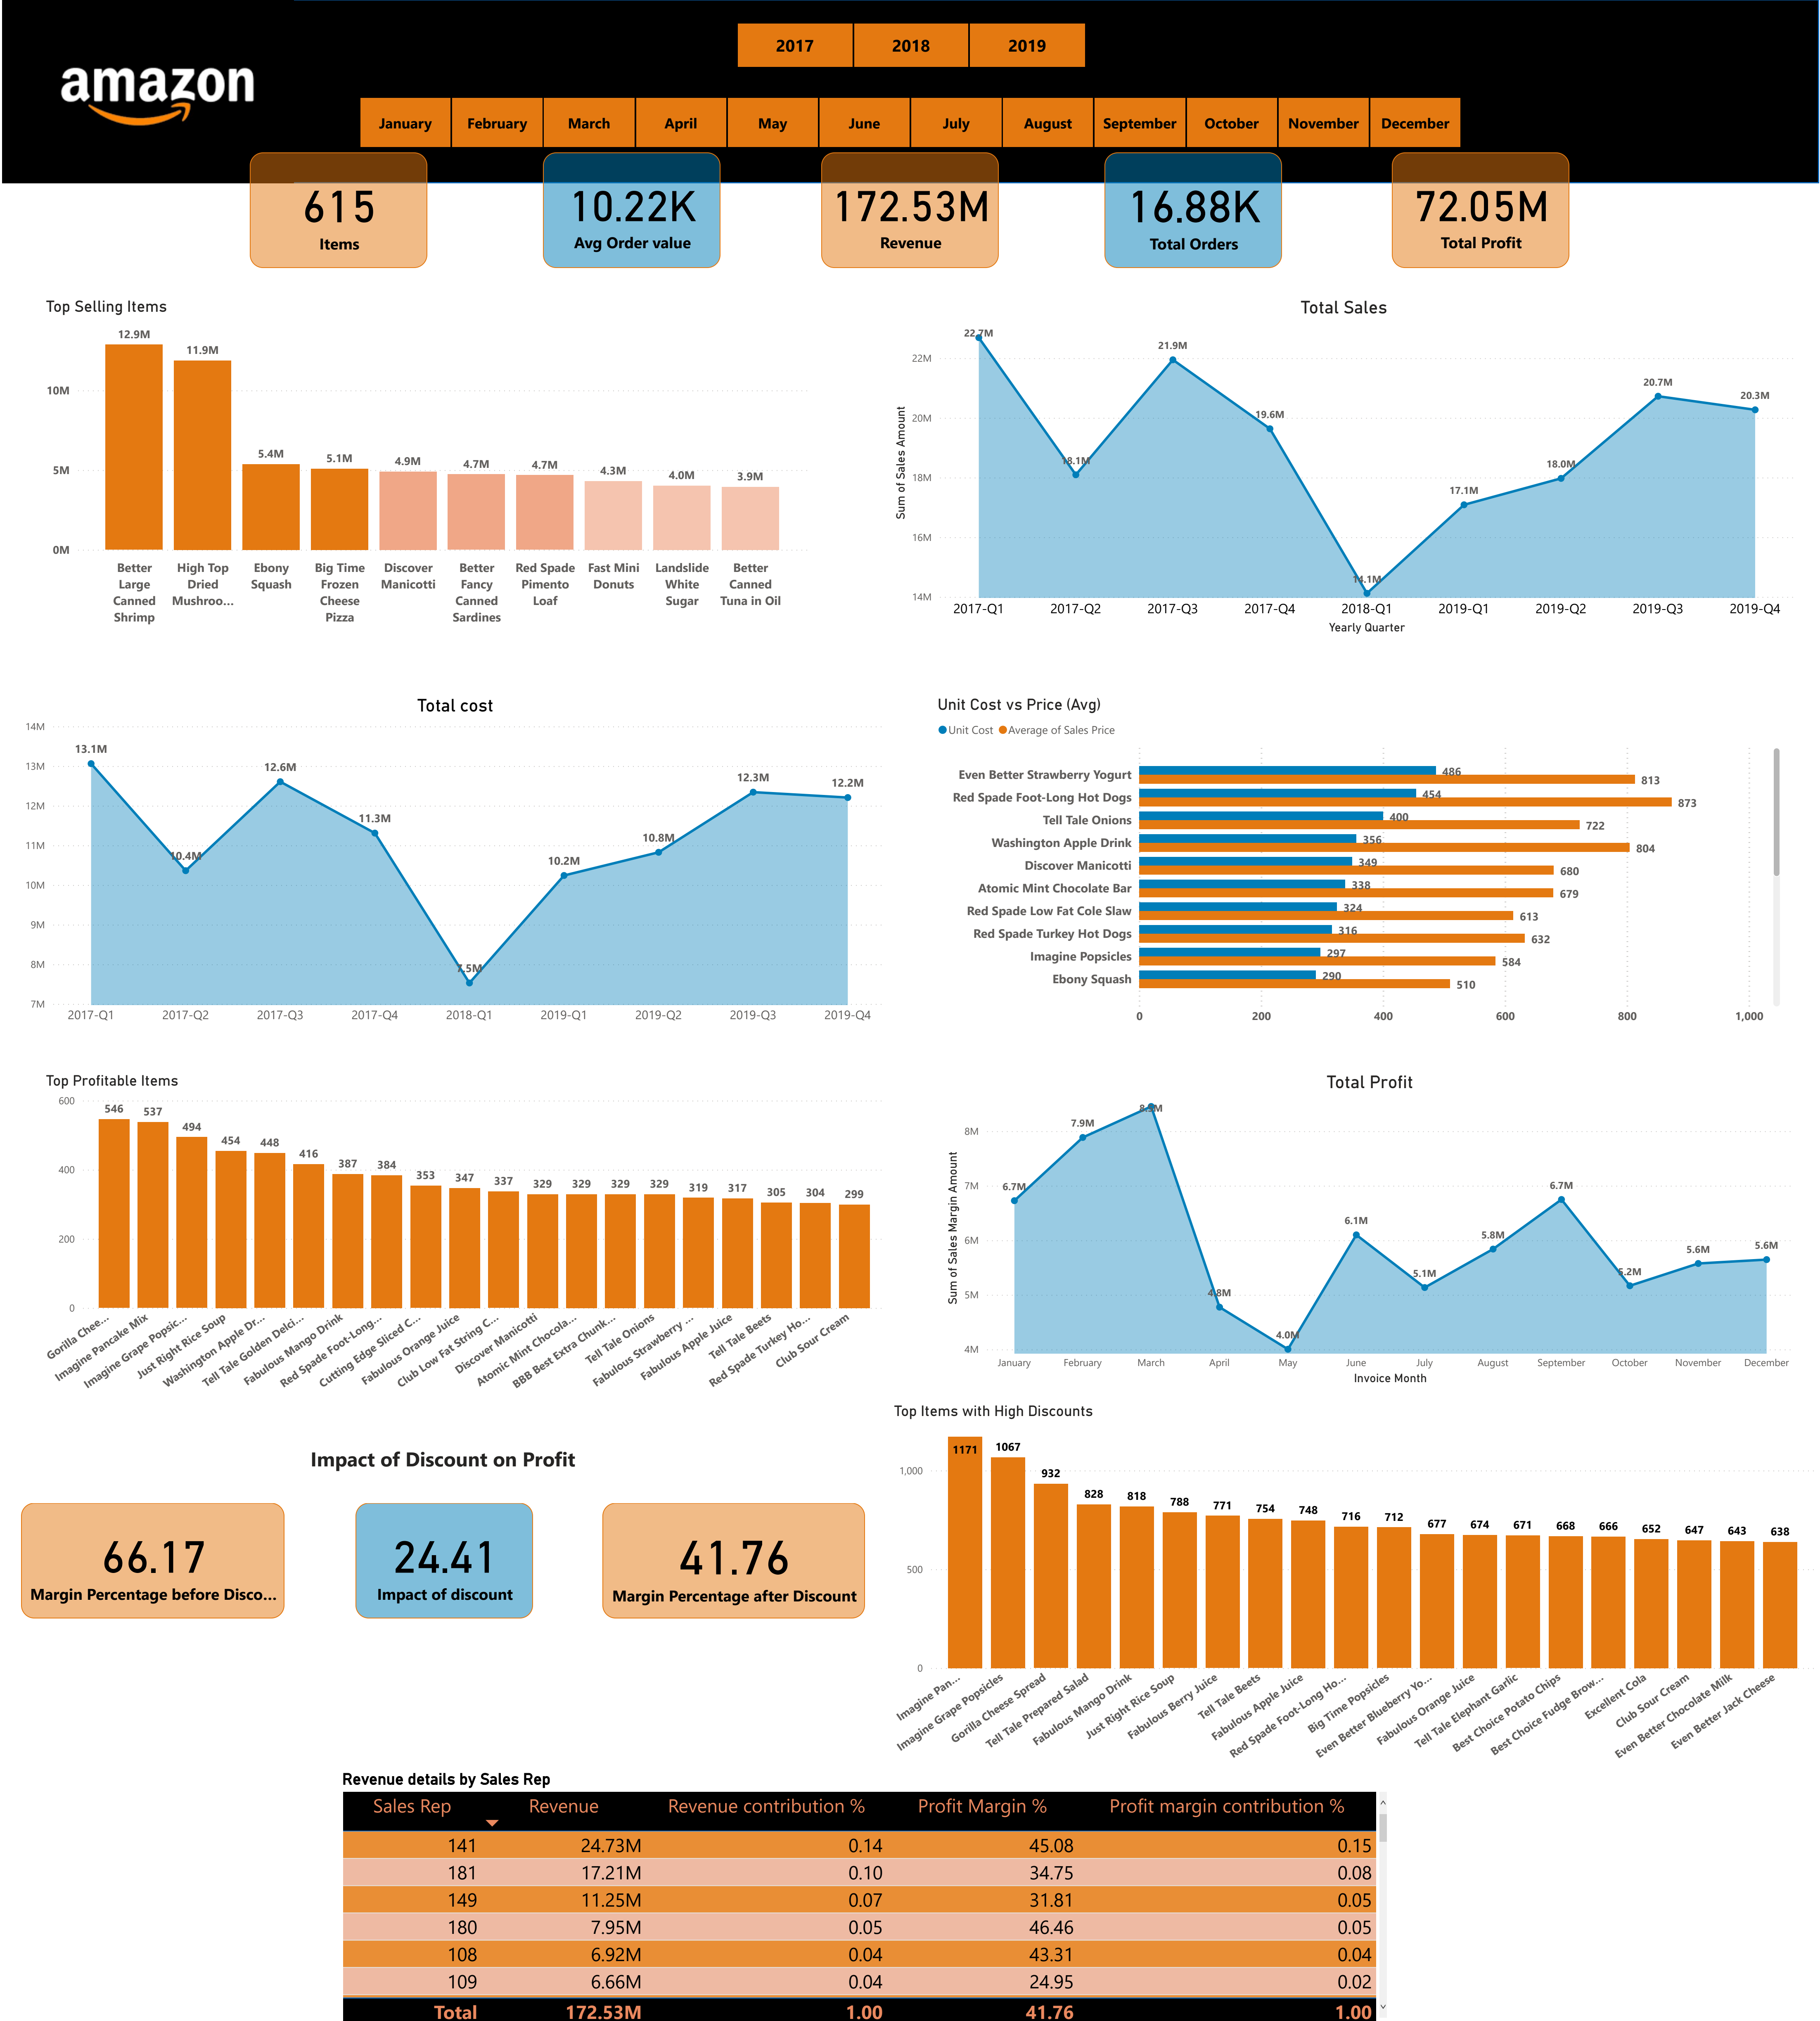 amazon
2017 2018 2019
January February March April May June July August September October November December
615
Items
10.22K
Avg Order value
172.53M
Revenue
16.88K
Total Orders
72.05M
Total Profit
Top Selling Items
12.9M
11.9M
5.4M
5.1M
4.9M
4.7M
4.7M
4.3M
4.0M
3.9M
10M
5M
0M
Better Large Canned Shrimp
High Top Dried Mushroo...
Ebony Squash
Big Time Frozen Cheese Pizza
Discover Manicotti
Better Fancy Canned Sardines
Red Spade Pimento Loaf
Fast Mini Donuts
Landslide White Sugar
Better Canned Tuna in Oil
Total Sales
Sum of Sales Amount
22M
20M
18M
16M
14M
22.7M
18.1M
21.9M
19.6M
14.1M
17.1M
18.0M
20.7M
20.3M
2017-Q1 2017-Q2 2017-Q3 2017-Q4 2018-Q1 2019-Q1 2019-Q2 2019-Q3 2019-Q4
Yearly Quarter
Total cost
14M
13M
12M
11M
10M
9M
8M
7M
13.1M
10.4M
12.6M
11.3M
7.5M
10.2M
10.8M
12.3M
12.2M
2017-Q1 2017-Q2 2017-Q3 2017-Q4 2018-Q1 2019-Q1 2019-Q2 2019-Q3 2019-Q4
Unit Cost vs Price (Avg)
Unit Cost Average of Sales Price
Even Better Strawberry Yogurt 486 813
Red Spade Foot-Long Hot Dogs 454 873
Tell Tale Onions 400 722
Washington Apple Drink 356 804
Discover Manicotti 349 680
Atomic Mint Chocolate Bar 338 679
Red Spade Low Fat Cole Slaw 324 613
Red Spade Turkey Hot Dogs 316 632
Imagine Popsicles 297 584
Ebony Squash 290 510
0 200 400 600 800 1,000
Top Profitable Items
600
400
200
0
546 537 494 454 448 416 387 384 353 347 337 329 329 329 329 319 317 305 304 299
Gorilla Chee...
Imagine Pancake Mix
Imagine Grape Popsic...
Just Right Rice Soup
Washington Apple Dr...
Tell Tale Golden Delci...
Fabulous Mango Drink
Red Spade Foot-Long...
Cutting Edge Sliced C...
Fabulous Orange Juice
Club Low Fat String C...
Discover Manicotti
Atomic Mint Chocola...
BBB Best Extra Chunk...
Tell Tale Onions
Fabulous Strawberry ...
Fabulous Apple Juice
Tell Tale Beets
Red Spade Turkey Ho...
Club Sour Cream
Total Profit
Sum of Sales Margin Amount
8M
7M
6M
5M
4M
6.7M
7.9M
4.8M
4.0M
6.1M
5.1M
5.8M
6.7M
5.2M
5.6M
5.6M
January February March April May June July August September October November December
Invoice Month
Impact of Discount on Profit
66.17
Margin Percentage before Disco...
24.41
Impact of discount
41.76
Margin Percentage after Discount
Top Items with High Discounts
1,000
500
0
1171 1067 932 828 818 788 771 754 748 716 712 677 674 671 668 666 652 647 643 638
Imagine Pan...
Imagine Grape Popsicles
Gorilla Cheese Spread
Tell Tale Prepared Salad
Fabulous Mango Drink
Just Right Rice Soup
Fabulous Berry Juice
Tell Tale Beets
Fabulous Apple Juice
Red Spade Foot-Long Ho...
Big Time Popsicles
Even Better Blueberry Yo...
Fabulous Orange Juice
Tell Tale Elephant Garlic
Best Choice Potato Chips
Best Choice Fudge Brow...
Excellent Cola
Club Sour Cream
Even Better Chocolate Milk
Even Better Jack Cheese
Revenue details by Sales Rep
Sales Rep Revenue Revenue contribution % Profit Margin % Profit margin contribution %
141 24.73M 0.14 45.08 0.15
181 17.21M 0.10 34.75 0.08
149 11.25M 0.07 31.81 0.05
180 7.95M 0.05 46.46 0.05
108 6.92M 0.04 43.31 0.04
109 6.66M 0.04 24.95 0.02
Total 172.53M 1.00 41.76 1.00